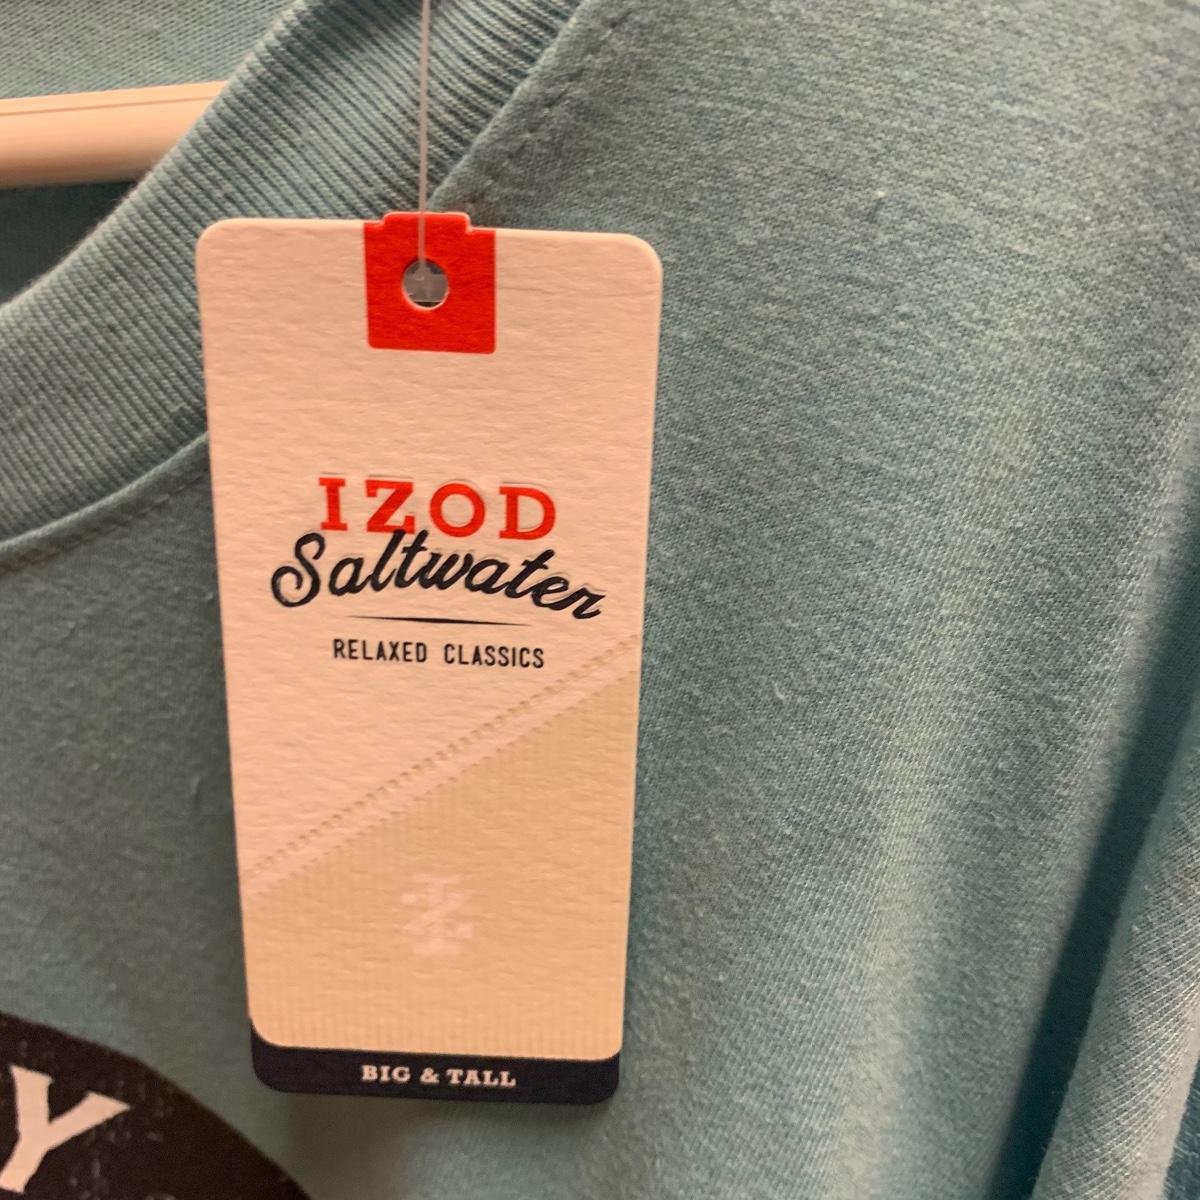 IZOD
Saltwater
RELAXED CLASSICS
BIG & TALL
Y